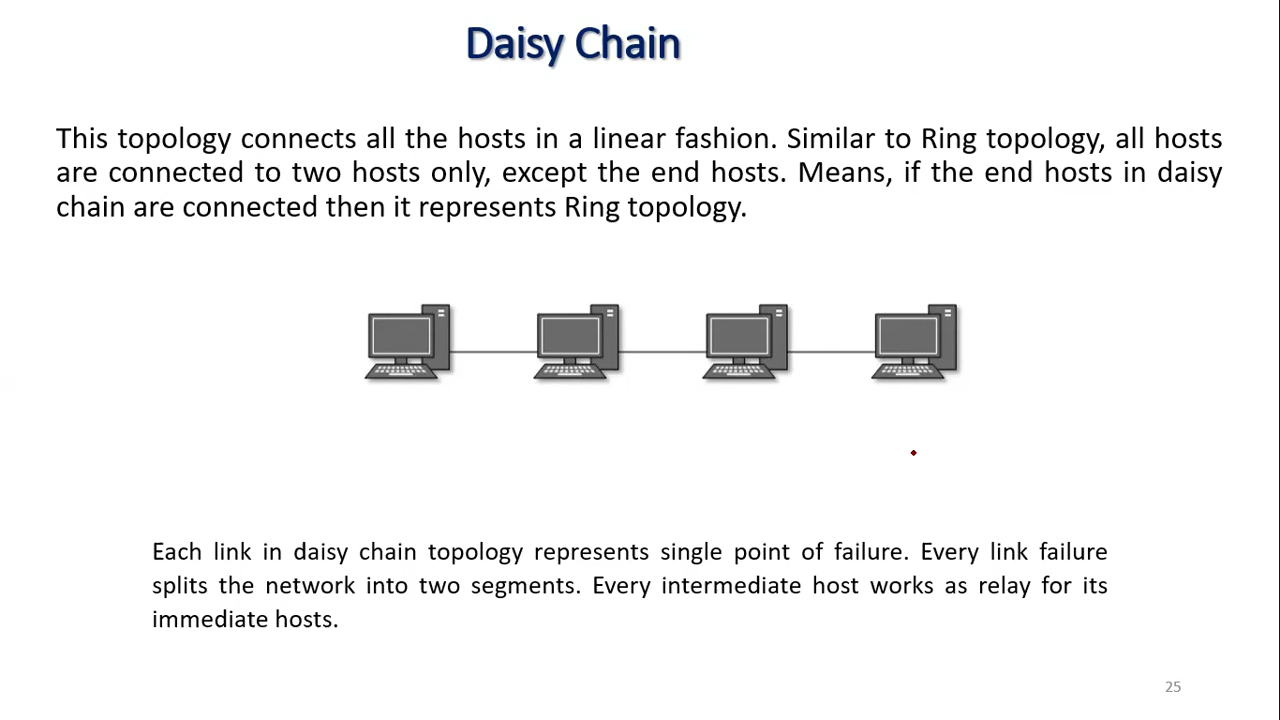 Daisy Chain
This topology connects all the hosts in a linear fashion. Similar to Ring topology, all hosts
are connected to two hosts only, except the end hosts. Means, if the end hosts in daisy
chain are connected then it represents Ring topology.
Each link in daisy chain topology represents single point of failure. Every link failure
splits the network into two segments. Every intermediate host works as relay for its
immediate hosts.
25